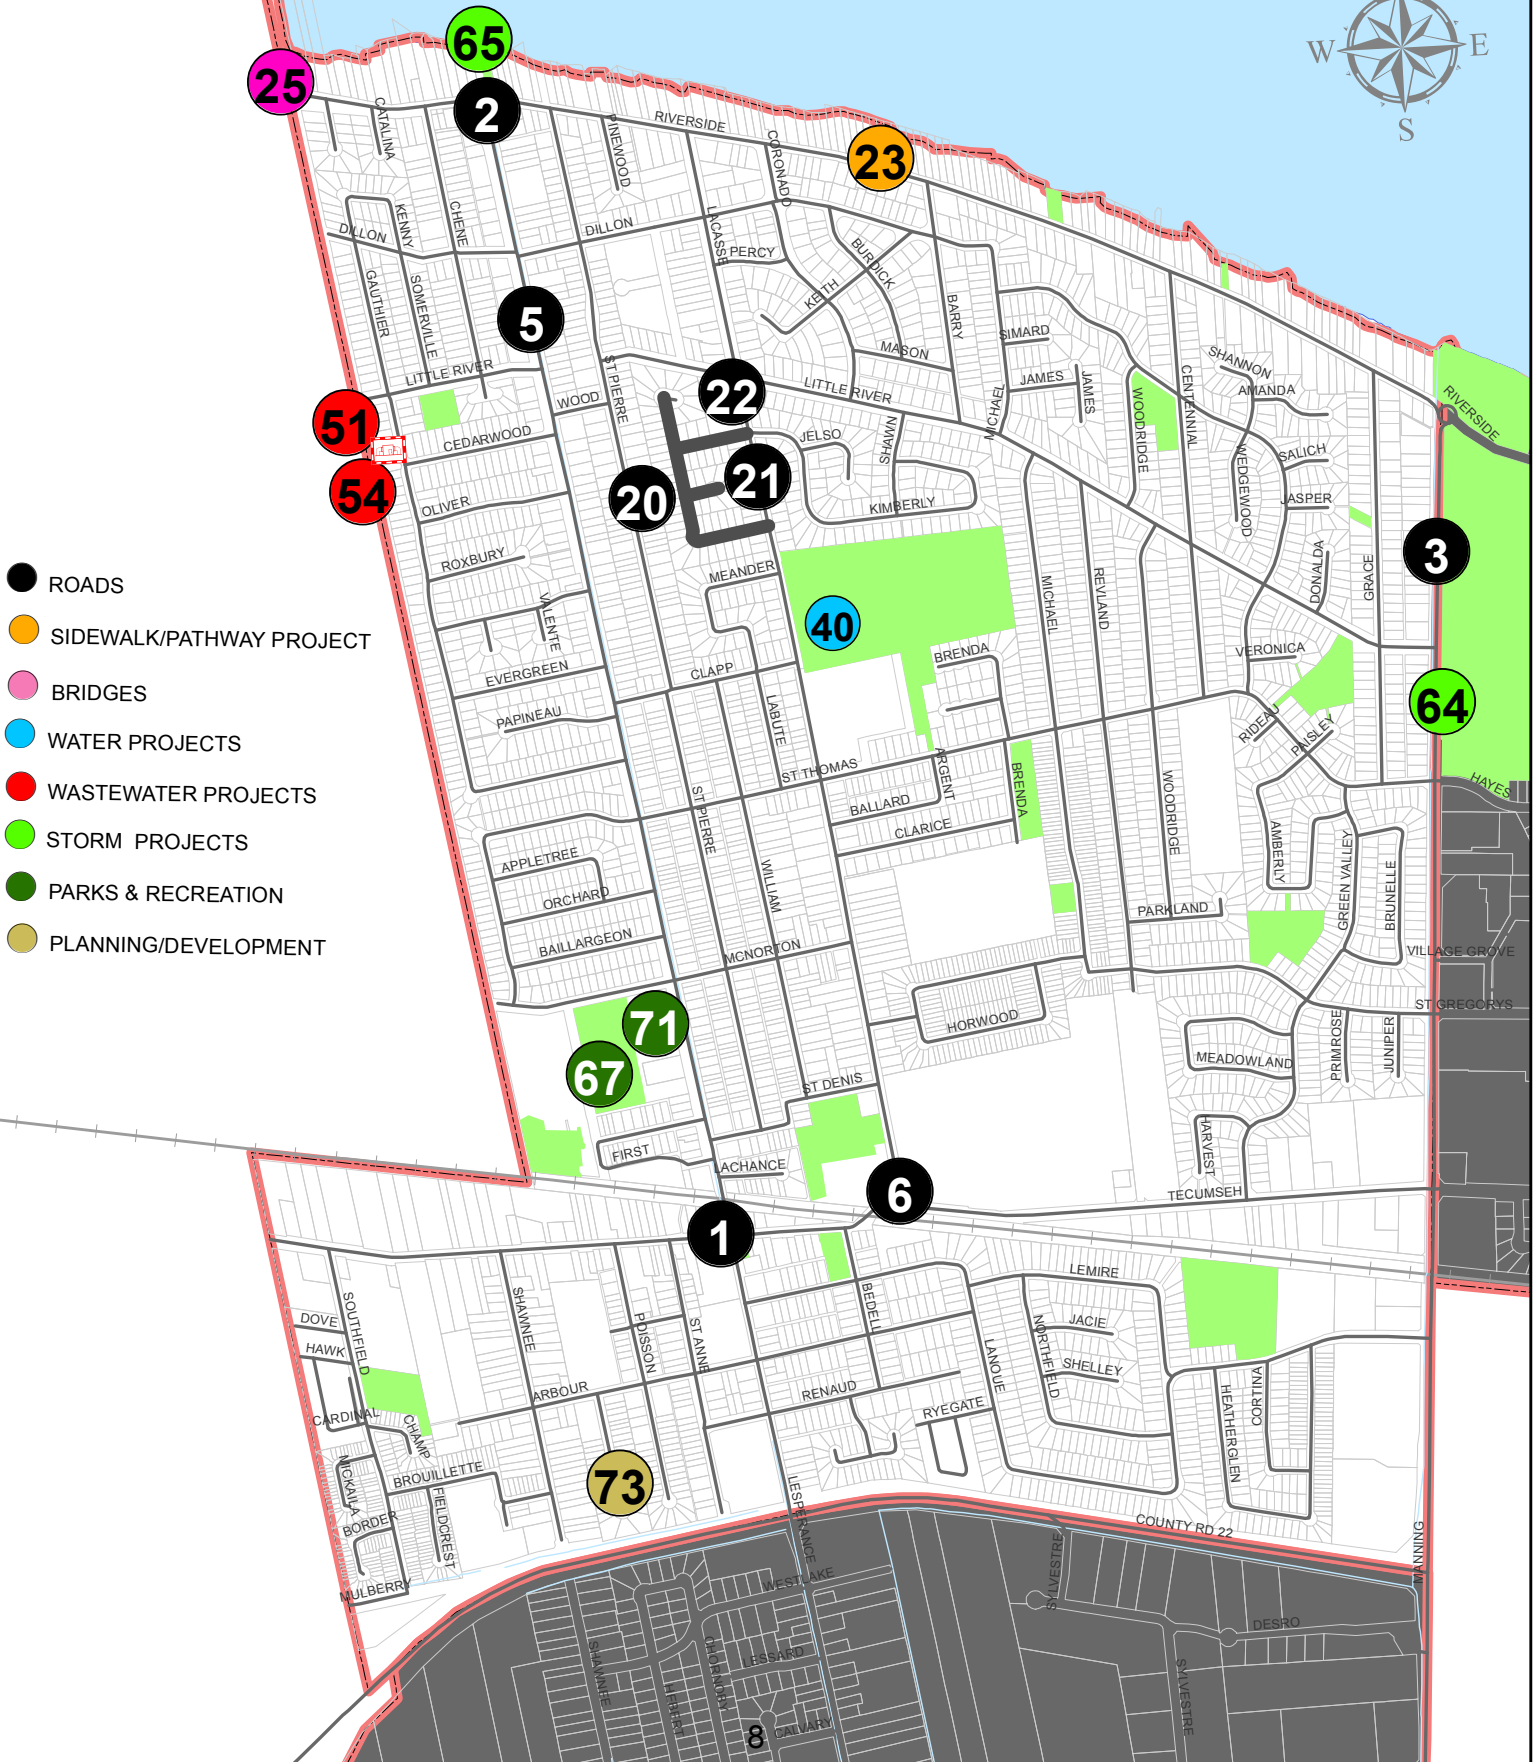 65
25
2
W
E
S
CATALINA
PINEWOOD
RIVERSIDE
CORONADO
23
KENNY
CHENE
DILLON
DILLON
LACASSE
PERCY
BURDICK
KEITH
GAUTHIER
SOMERVILLE
5
BARRY
MASON
SIMARD
SHANNON
AMANDA
LITTLE RIVER
ST PIERRE
WOOD
22
LITTLE RIVER
JAMES
JAMES
MICHAEL
WOODRIDGE
CENTENNIAL
RIVERSIDE
51
CEDARWOOD
JELSO
SHAWN
WEDGEWOOD
SALICH
54
OLIVER
20
21
KIMBERLY
JASPER
3
ROADS
ROXBURY
MEANDER
MICHAEL
REVLAND
DONALDA
GRACE
SIDEWALK/PATHWAY PROJECT
VALENTE
40
BRENDA
VERONICA
BRIDGES
EVERGREEN
CLAPP
64
WATER PROJECTS
PAPINEAU
LABUTE
RIDEAU
PAISLEY
WASTEWATER PROJECTS
ST THOMAS
ARGENT
BRENDA
WOODRIDGE
HAYES
STORM PROJECTS
ST PIERRE
BALLARD
CLARICE
AMBERLY
GREEN VALLEY
BRUNELLE
PARKS & RECREATION
APPLETREE
ORCHARD
WILLIAM
PARKLAND
PLANNING/DEVELOPMENT
BAILLARGEON
MCNORTON
VILLAGE GROVE
ST GREGORYS
71
HORWOOD
PRIMROSE
JUNIPER
67
MEADOWLAND
ST DENIS
FIRST
LACHANCE
HARVEST
6
TECUMSEH
1
LEMIRE
DOVE
SOUTHFIELD
SHAWNEE
POISSON
ST ANNE
BEDELL
JACIE
HAWK
LANOUE
NORTHFIELD
SHELLEY
ARBOUR
RENAUD
HEATHERGLEN
CORTINA
CARDINAL
CHAMP
RYEGATE
MICKAILA
BROUILLETTE
73
BORDER
FIELDCREST
LESPERANCE
COUNTY RD 22
MANNING
MULBERRY
WESTLAKE
SYLVESTRE
DESRO
SHAWNEE
CHORNOBY
LESSARD
HEBERT
SYLVESTRE
8
CALVARY